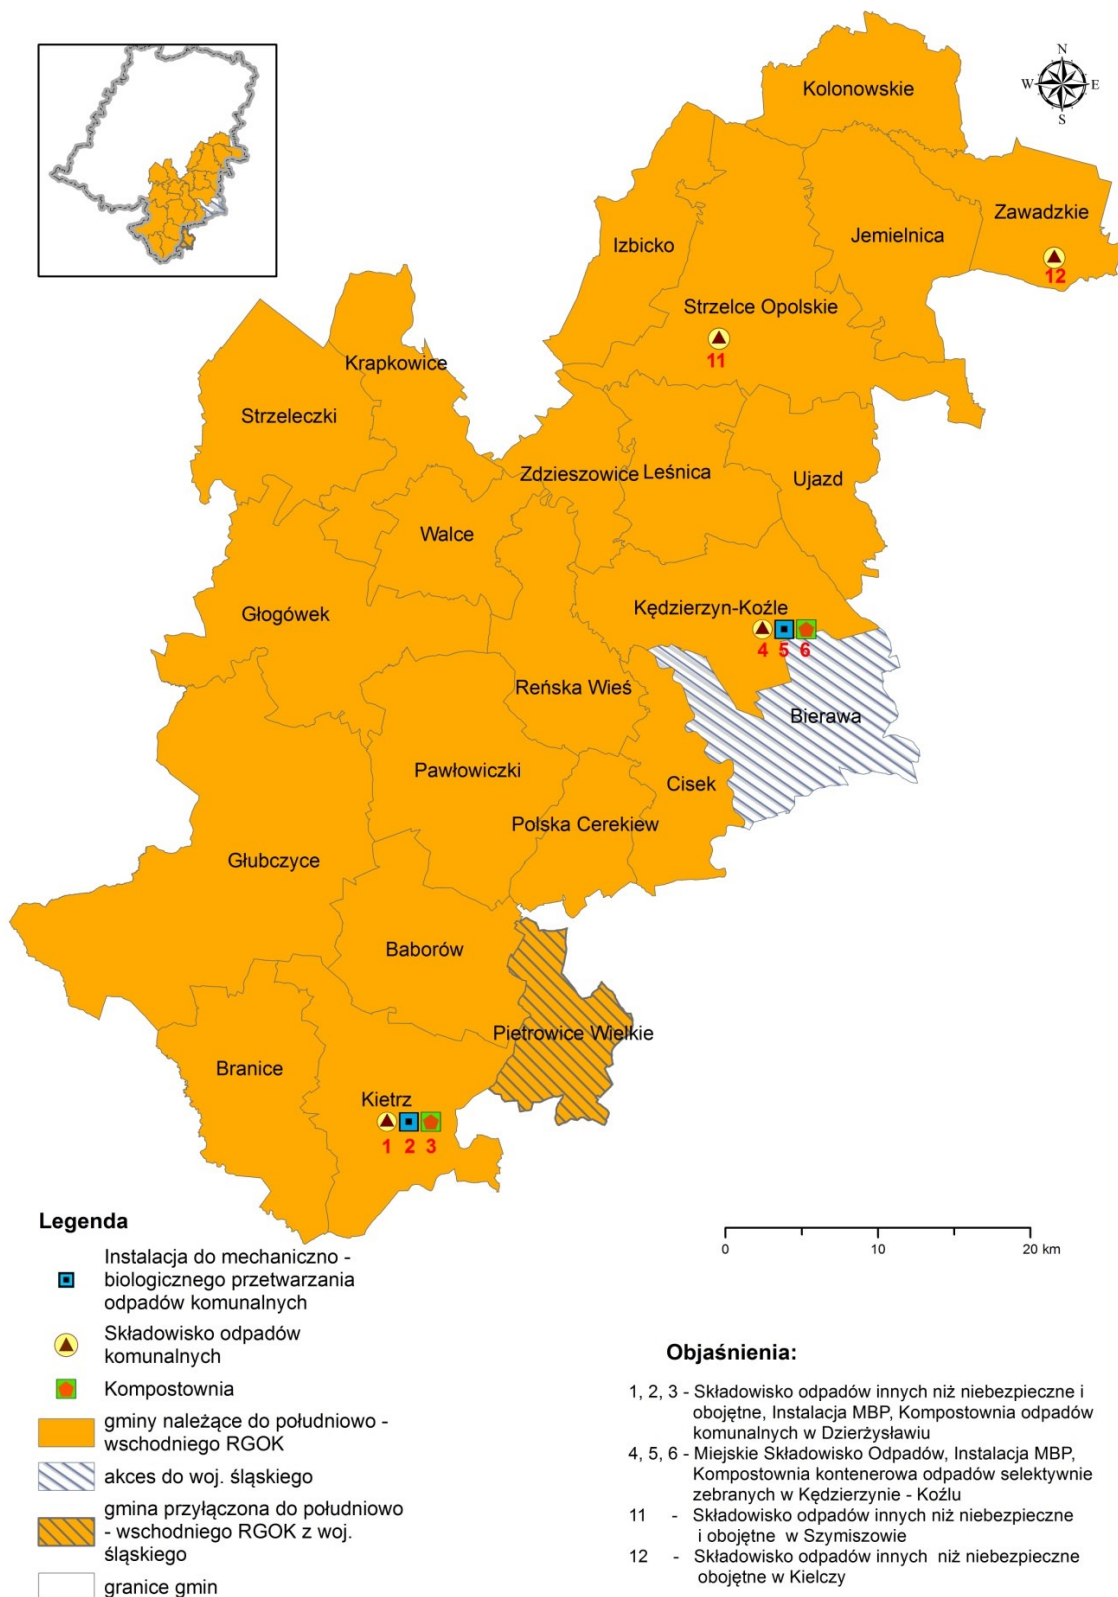 N
W
E
S
Kolonowskie
Zawadzkie
12
Izbicko
Jemielnica
Strzelce Opolskie
11
Krapkowice
Strzeleczki
Zdzieszowice
Leśnica
Ujazd
Walce
Głogówek
Kędzierzyn-Koźle
4 5 6
Reńska Wieś
Bierawa
Pawłowiczki
Cisek
Polska Cerekiew
Głubczyce
Baborów
Pietrowice Wielkie
Branice
Kietrz
1 2 3
0 10 20 km
Legenda
Instalacja do mechaniczno -
biologicznego przetwarzania
odpadów komunalnych
Składowisko odpadów
komunalnych
Kompostownia
gminy należące do południowo -
wschodniego RGOK
akces do woj. śląskiego
gmina przyłączona do południowo
- wschodniego RGOK z woj.
śląskiego
granice gmin
Objaśnienia:
1, 2, 3 - Składowisko odpadów innych niż niebezpieczne i
obojętne, Instalacja MBP, Kompostownia odpadów
komunalnych w Dzierżysławiu
4, 5, 6 - Miejskie Składowisko Odpadów, Instalacja MBP,
Kompostownia kontenerowa odpadów selektywnie
zebranych w Kędzierzynie - Koźlu
11 - Składowisko odpadów innych niż niebezpieczne
i obojętne w Szymiszowie
12 - Składowisko odpadów innych niż niebezpieczne
obojętne w Kielczy